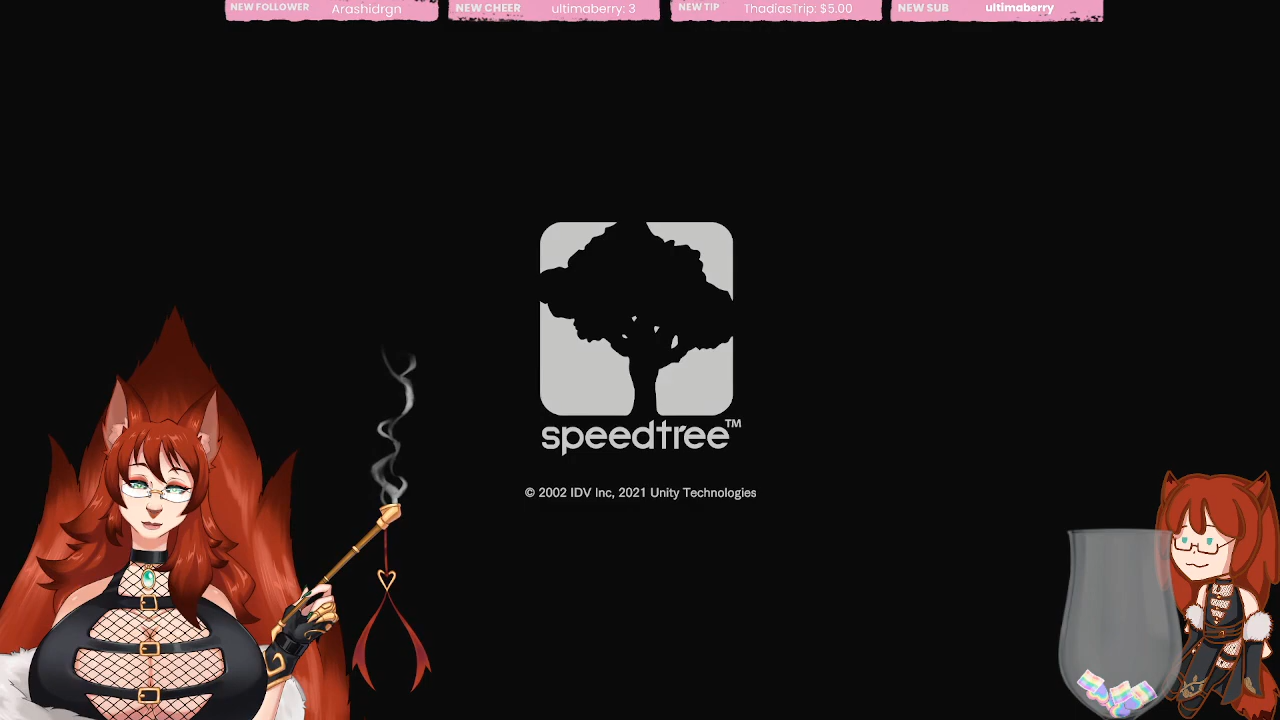 NEW FOLLOWER Arashidrgn NEW CHEER ultimaberry: 3 NEW TIP ThadiasTrip: $5.00 NEW SUB ultimaberry
speedtree™
© 2002 IDV Inc, 2021 Unity Technologies